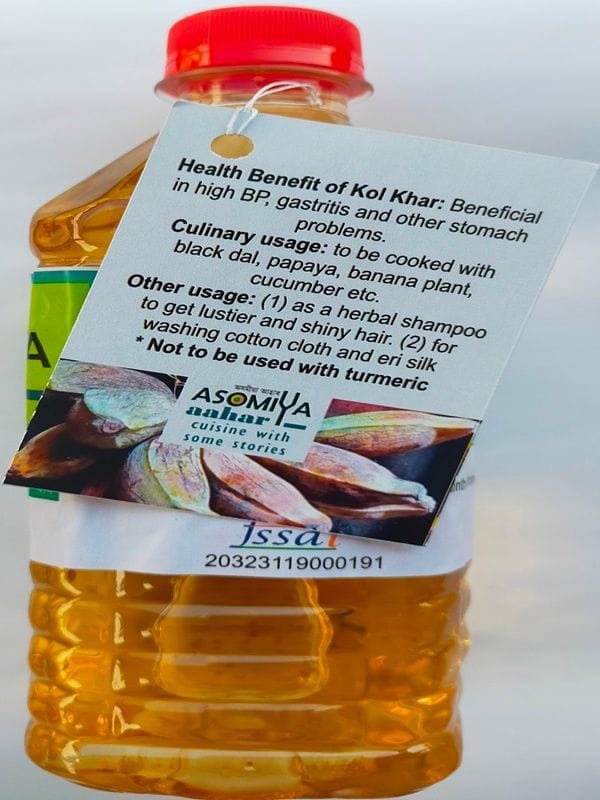 Health Benefit of Kol Khar: Beneficial
in high BP, gastritis and other stomach
problems.
Culinary usage: to be cooked with
black dal, papaya, banana plant,
cucumber etc.
Other usage: (1) as a herbal shampoo
to get lustier and shiny hair. (2) for
washing cotton cloth and eri silk
* Not to be used with turmeric
অসমীয়া আহাৰ
ASOMIYA
aahar
cuisine with
some stories
A
fssai
20323119000191